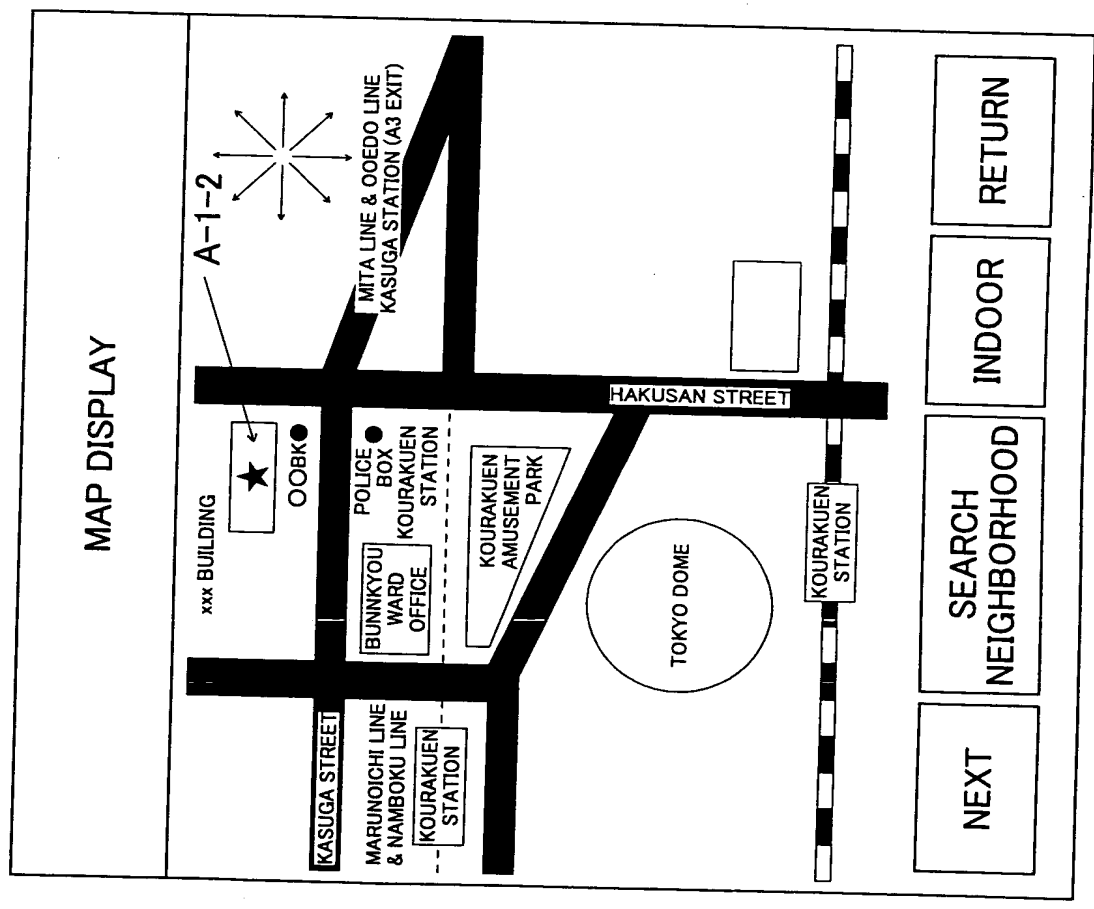 MAP DISPLAY
A-1-2
xxx BUILDING
OOBK
MITA LINE & OOEDO LINE
KASUGA STATION (A3 EXIT)
KASUGA STREET
POLICE
BOX
KOURAKUEN
STATION
BUNNKYOU
WARD
OFFICE
MARUNOICHI LINE
& NAMBOKU LINE
KOURAKUEN
STATION
KOURAKUEN
AMUSEMENT
PARK
HAKUSAN STREET
TOKYO DOME
KOURAKUEN
STATION
NEXT
SEARCH
NEIGHBORHOOD
INDOOR
RETURN